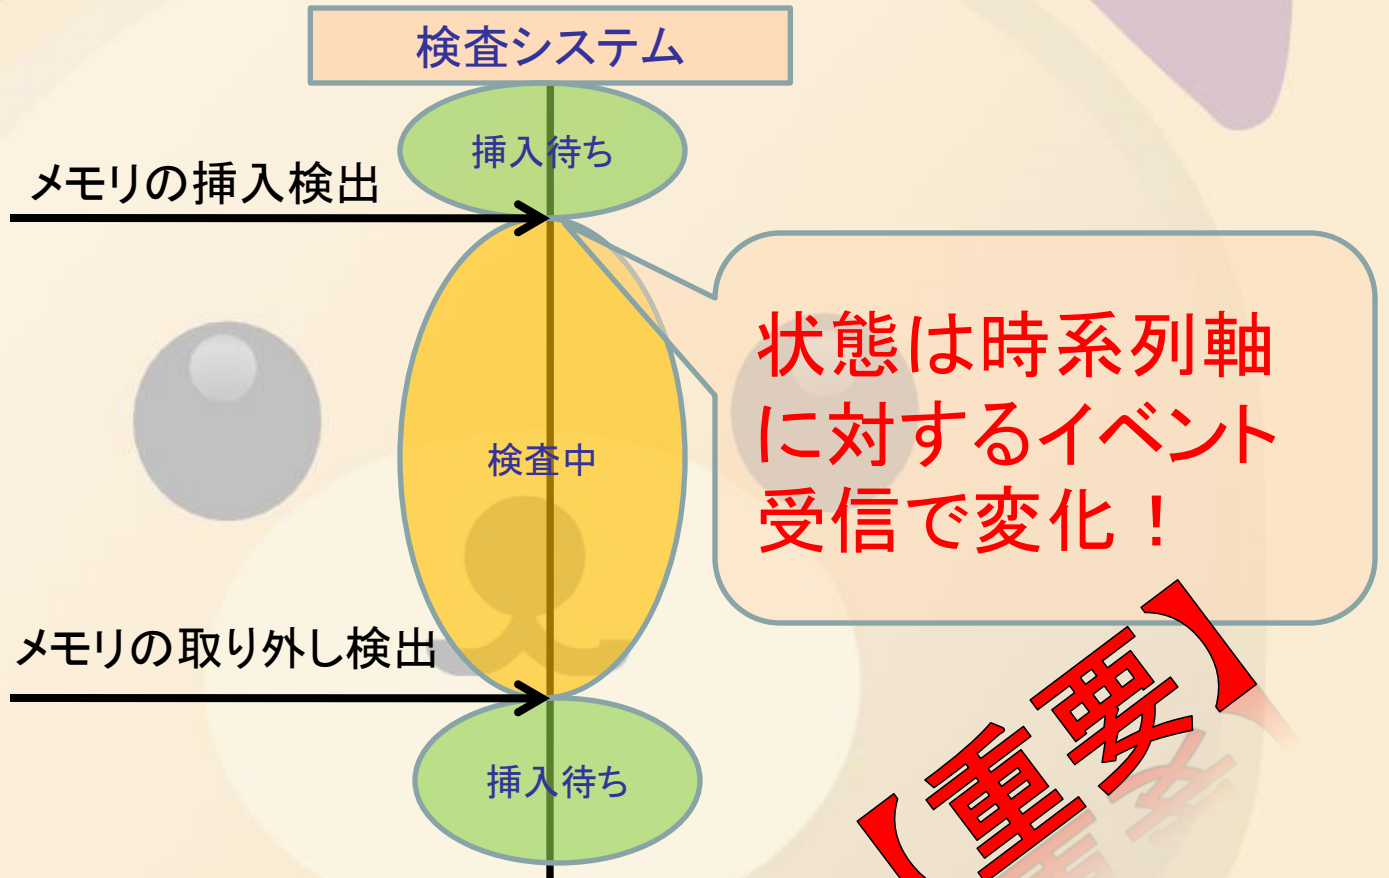 検査システム
挿入待ち
メモリの挿入検出
状態は時系列軸
に対するイベント
受信で変化！
検査中
メモリの取り外し検出
挿入待ち
【重要】